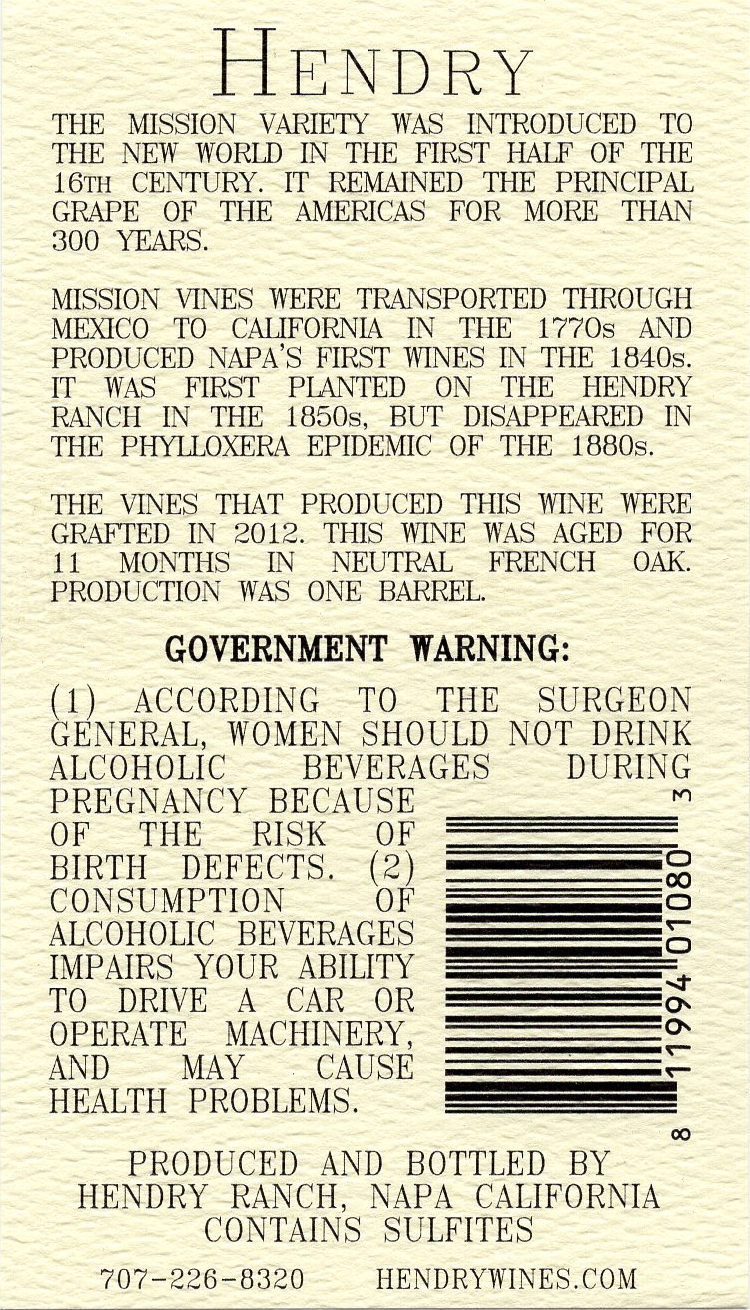 HENDRY
THE MISSION VARIETY WAS INTRODUCED TO
THE NEW WORLD IN THE FIRST HALF OF THE
16TH CENTURY. IT REMAINED THE PRINCIPAL
GRAPE OF THE AMERICAS FOR MORE THAN
300 YEARS.
MISSION VINES WERE TRANSPORTED THROUGH
MEXICO TO CALIFORNIA IN THE 1770s AND
PRODUCED NAPA'S FIRST WINES IN THE 1840s.
IT WAS FIRST PLANTED ON THE HENDRY
RANCH IN THE 1850s, BUT DISAPPEARED IN
THE PHYLLOXERA EPIDEMIC OF THE 1880s.
THE VINES THAT PRODUCED THIS WINE WERE
GRAFTED IN 2012. THIS WINE WAS AGED FOR
11 MONTHS IN NEUTRAL FRENCH OAK.
PRODUCTION WAS ONE BARREL.
GOVERNMENT WARNING:
(1) ACCORDING TO THE SURGEON
GENERAL, WOMEN SHOULD NOT DRINK
ALCOHOLIC BEVERAGES DURING
PREGNANCY BECAUSE
OF THE RISK OF
BIRTH DEFECTS. (2)
CONSUMPTION OF
ALCOHOLIC BEVERAGES
IMPAIRS YOUR ABILITY
TO DRIVE A CAR OR
OPERATE MACHINERY,
AND MAY CAUSE
HEALTH PROBLEMS.
8 11994 01080 3
PRODUCED AND BOTTLED BY
HENDRY RANCH, NAPA CALIFORNIA
CONTAINS SULFITES
707-226-8320 HENDRYWINES.COM